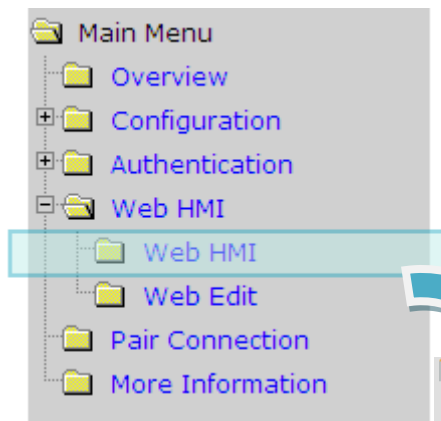 Main Menu
Overview
Configuration
Authentication
Web HMI
Web HMI
Web Edit
Pair Connection
More Information